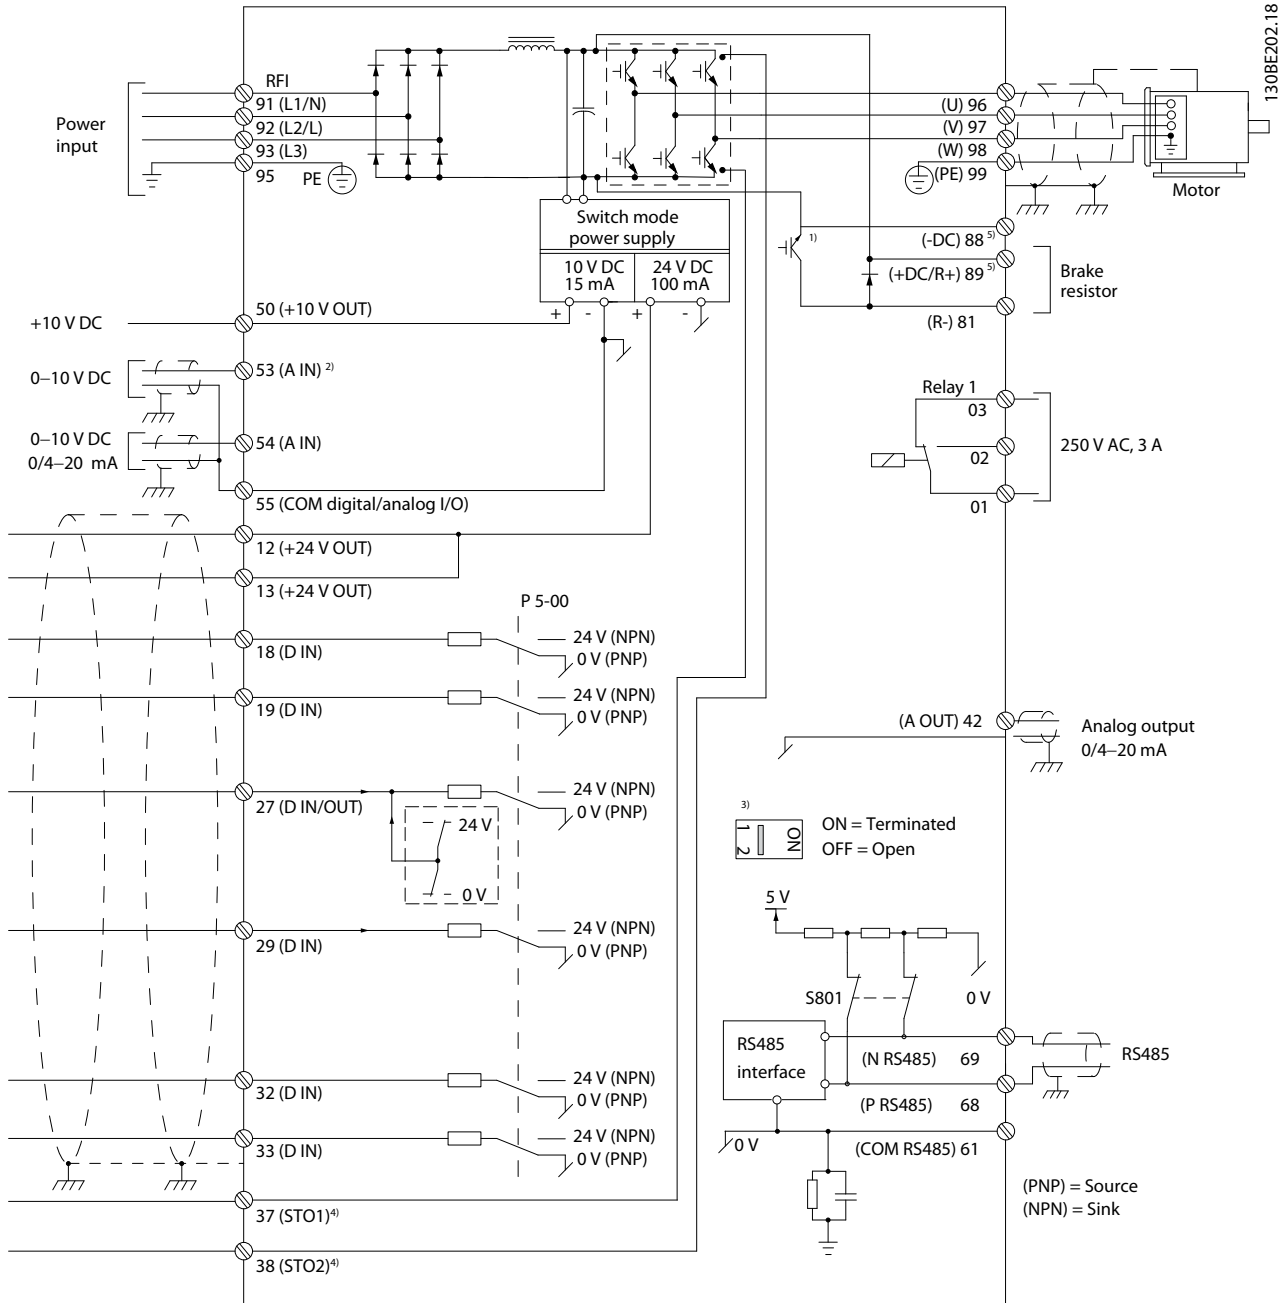 130BE202.18
RFI
91 (L1/N)
92 (L2/L)
93 (L3)
95
PE
Power
input
(U) 96
(V) 97
(W) 98
(PE) 99
Motor
Switch mode
power supply
10 V DC
15 mA
24 V DC
100 mA
+ - + -
1)
(-DC) 88 5)
(+DC/R+) 89 5)
(R-) 81
Brake
resistor
+10 V DC
50 (+10 V OUT)
0–10 V DC
53 (A IN) 2)
0–10 V DC
0/4–20 mA
54 (A IN)
55 (COM digital/analog I/O)
12 (+24 V OUT)
13 (+24 V OUT)
Relay 1
03
02
01
250 V AC, 3 A
P 5-00
18 (D IN)
24 V (NPN)
0 V (PNP)
19 (D IN)
24 V (NPN)
0 V (PNP)
27 (D IN/OUT)
24 V (NPN)
0 V (PNP)
24 V
0 V
29 (D IN)
24 V (NPN)
0 V (PNP)
32 (D IN)
24 V (NPN)
0 V (PNP)
33 (D IN)
24 V (NPN)
0 V (PNP)
37 (STO1)4)
38 (STO2)4)
(A OUT) 42
Analog output
0/4–20 mA
3)
1 2
ON
ON = Terminated
OFF = Open
5 V
S801
0 V
RS485
interface
(N RS485) 69
(P RS485) 68
RS485
0 V
(COM RS485) 61
(PNP) = Source
(NPN) = Sink